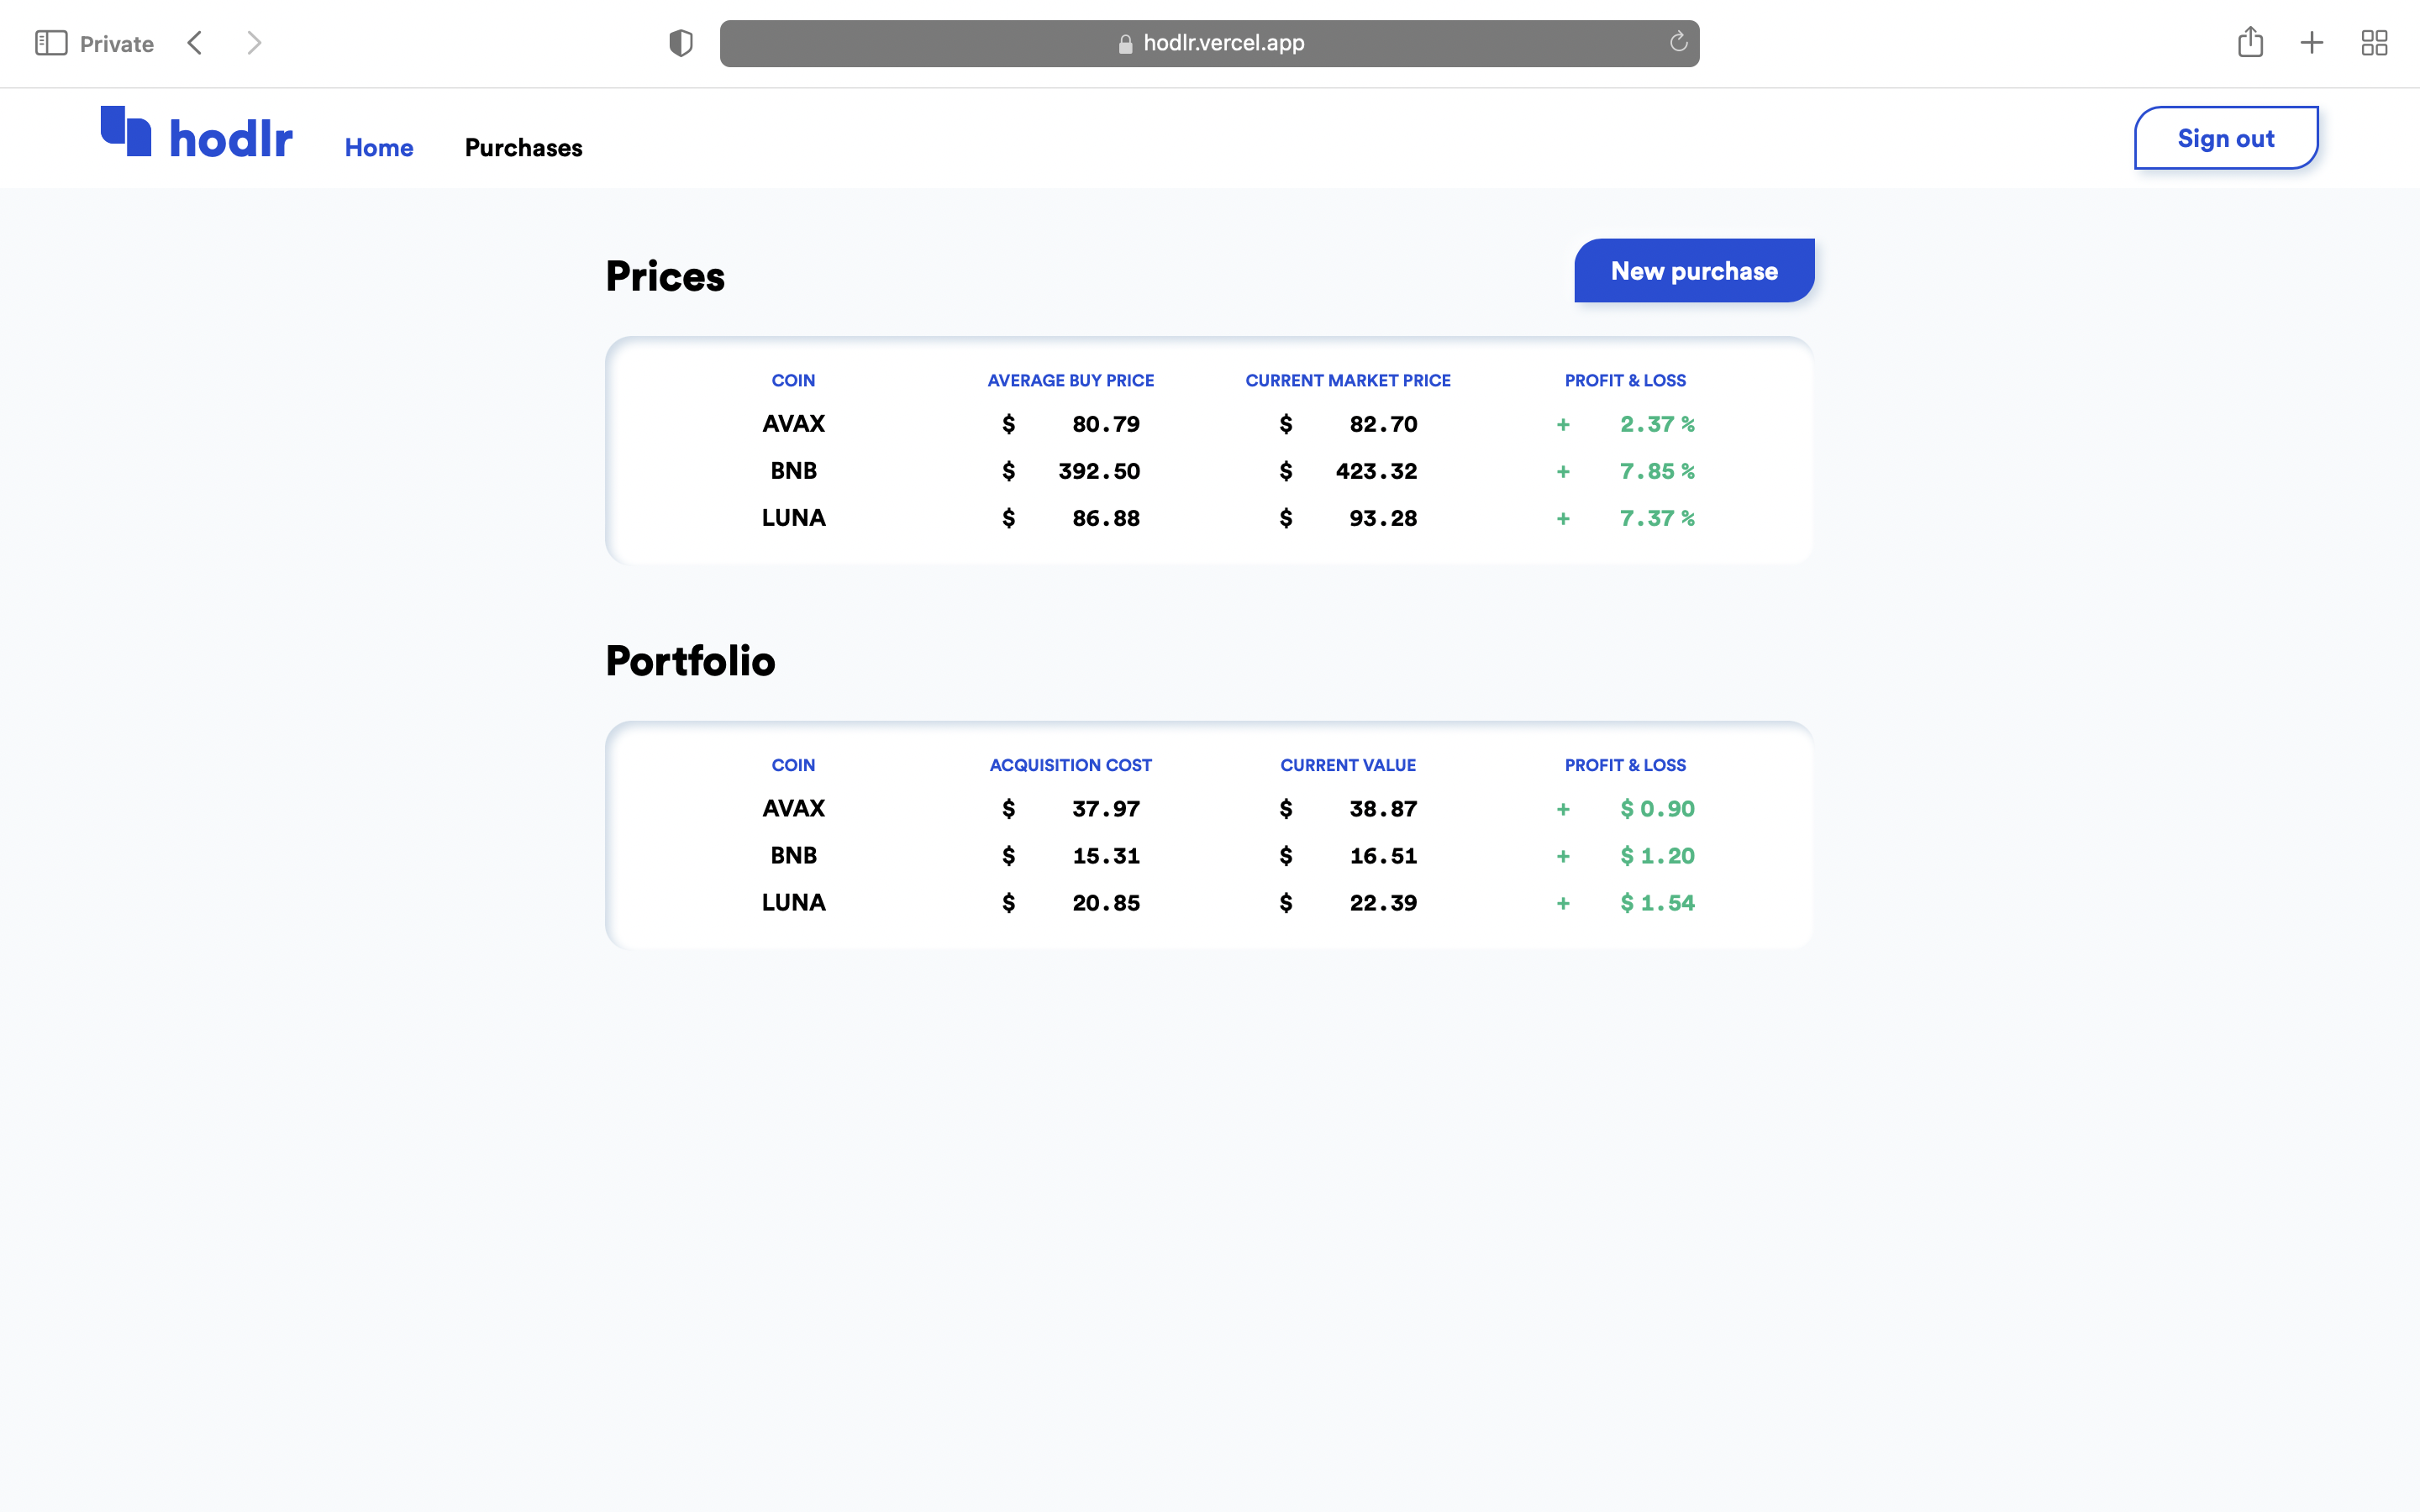 Private
hodlr.vercel.app
hodlr Home Purchases Sign out
Prices New purchase
COIN AVERAGE BUY PRICE CURRENT MARKET PRICE PROFIT & LOSS
AVAX $ 80.79 $ 82.70 + 2.37 %
BNB $ 392.50 $ 423.32 + 7.85 %
LUNA $ 86.88 $ 93.28 + 7.37 %
Portfolio
COIN ACQUISITION COST CURRENT VALUE PROFIT & LOSS
AVAX $ 37.97 $ 38.87 + $ 0.90
BNB $ 15.31 $ 16.51 + $ 1.20
LUNA $ 20.85 $ 22.39 + $ 1.54